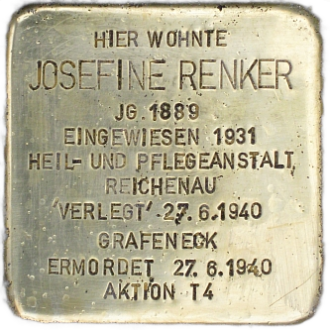 HIER WOHNTE
JOSEFINE RENKER
JG. 1889
EINGEWIESEN 1931
HEIL- UND PFLEGEANSTALT
REICHENAU
'VERLEGT' 27.6.1940
GRAFENECK
ERMORDET 27.6.1940
AKTION T4